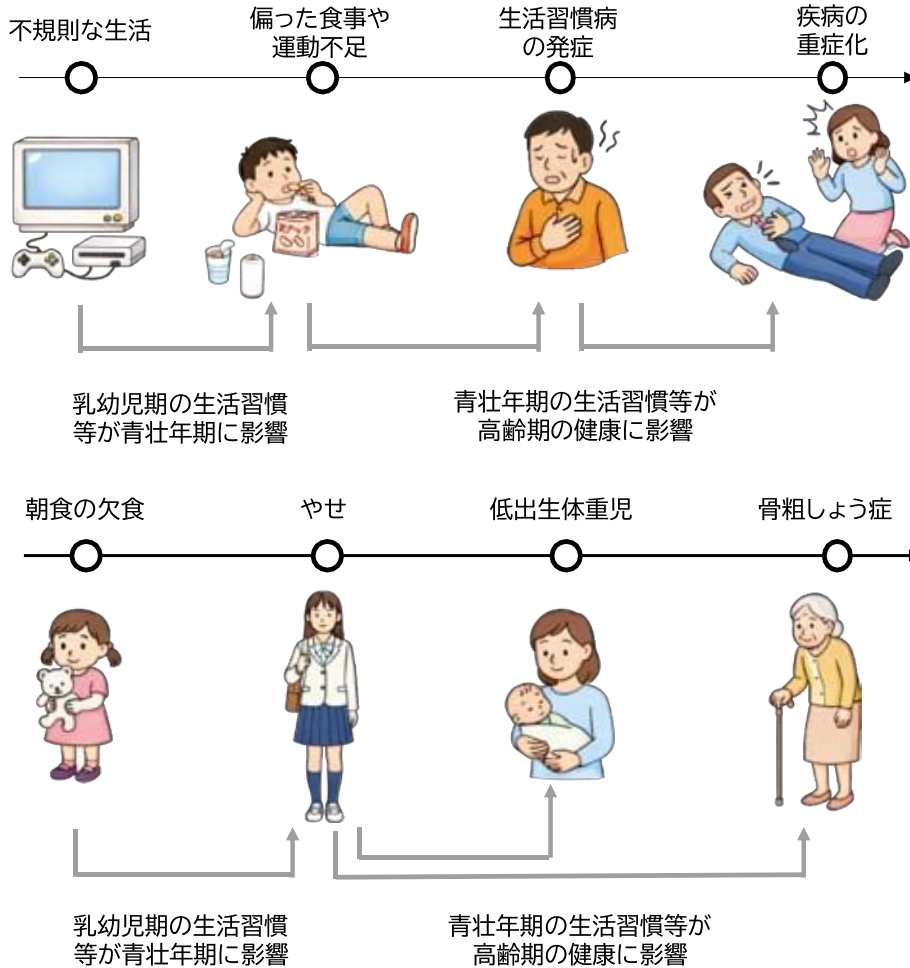 不規則な生活
偏った食事や
運動不足
生活習慣病
の発症
疾病の
重症化
乳幼児期の生活習慣
等が青壮年期に影響
青壮年期の生活習慣等が
高齢期の健康に影響
朝食の欠食
やせ
低出生体重児
骨粗しょう症
乳幼児期の生活習慣
等が青壮年期に影響
青壮年期の生活習慣等が
高齢期の健康に影響